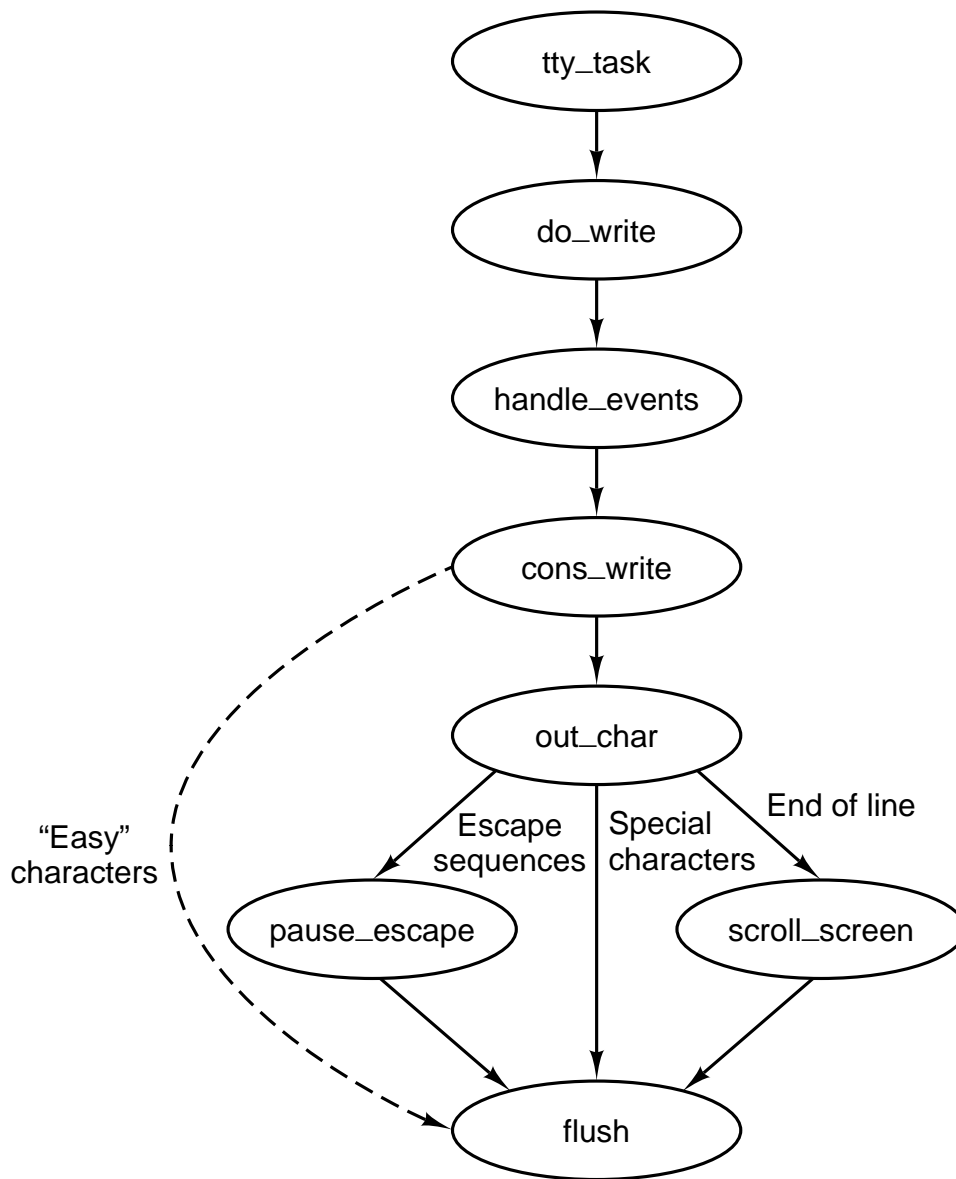 tty_task
do_write
handle_events
cons_write
out_char
End of line
“Easy”
characters
Escape
sequences
Special
characters
pause_escape
scroll_screen
flush